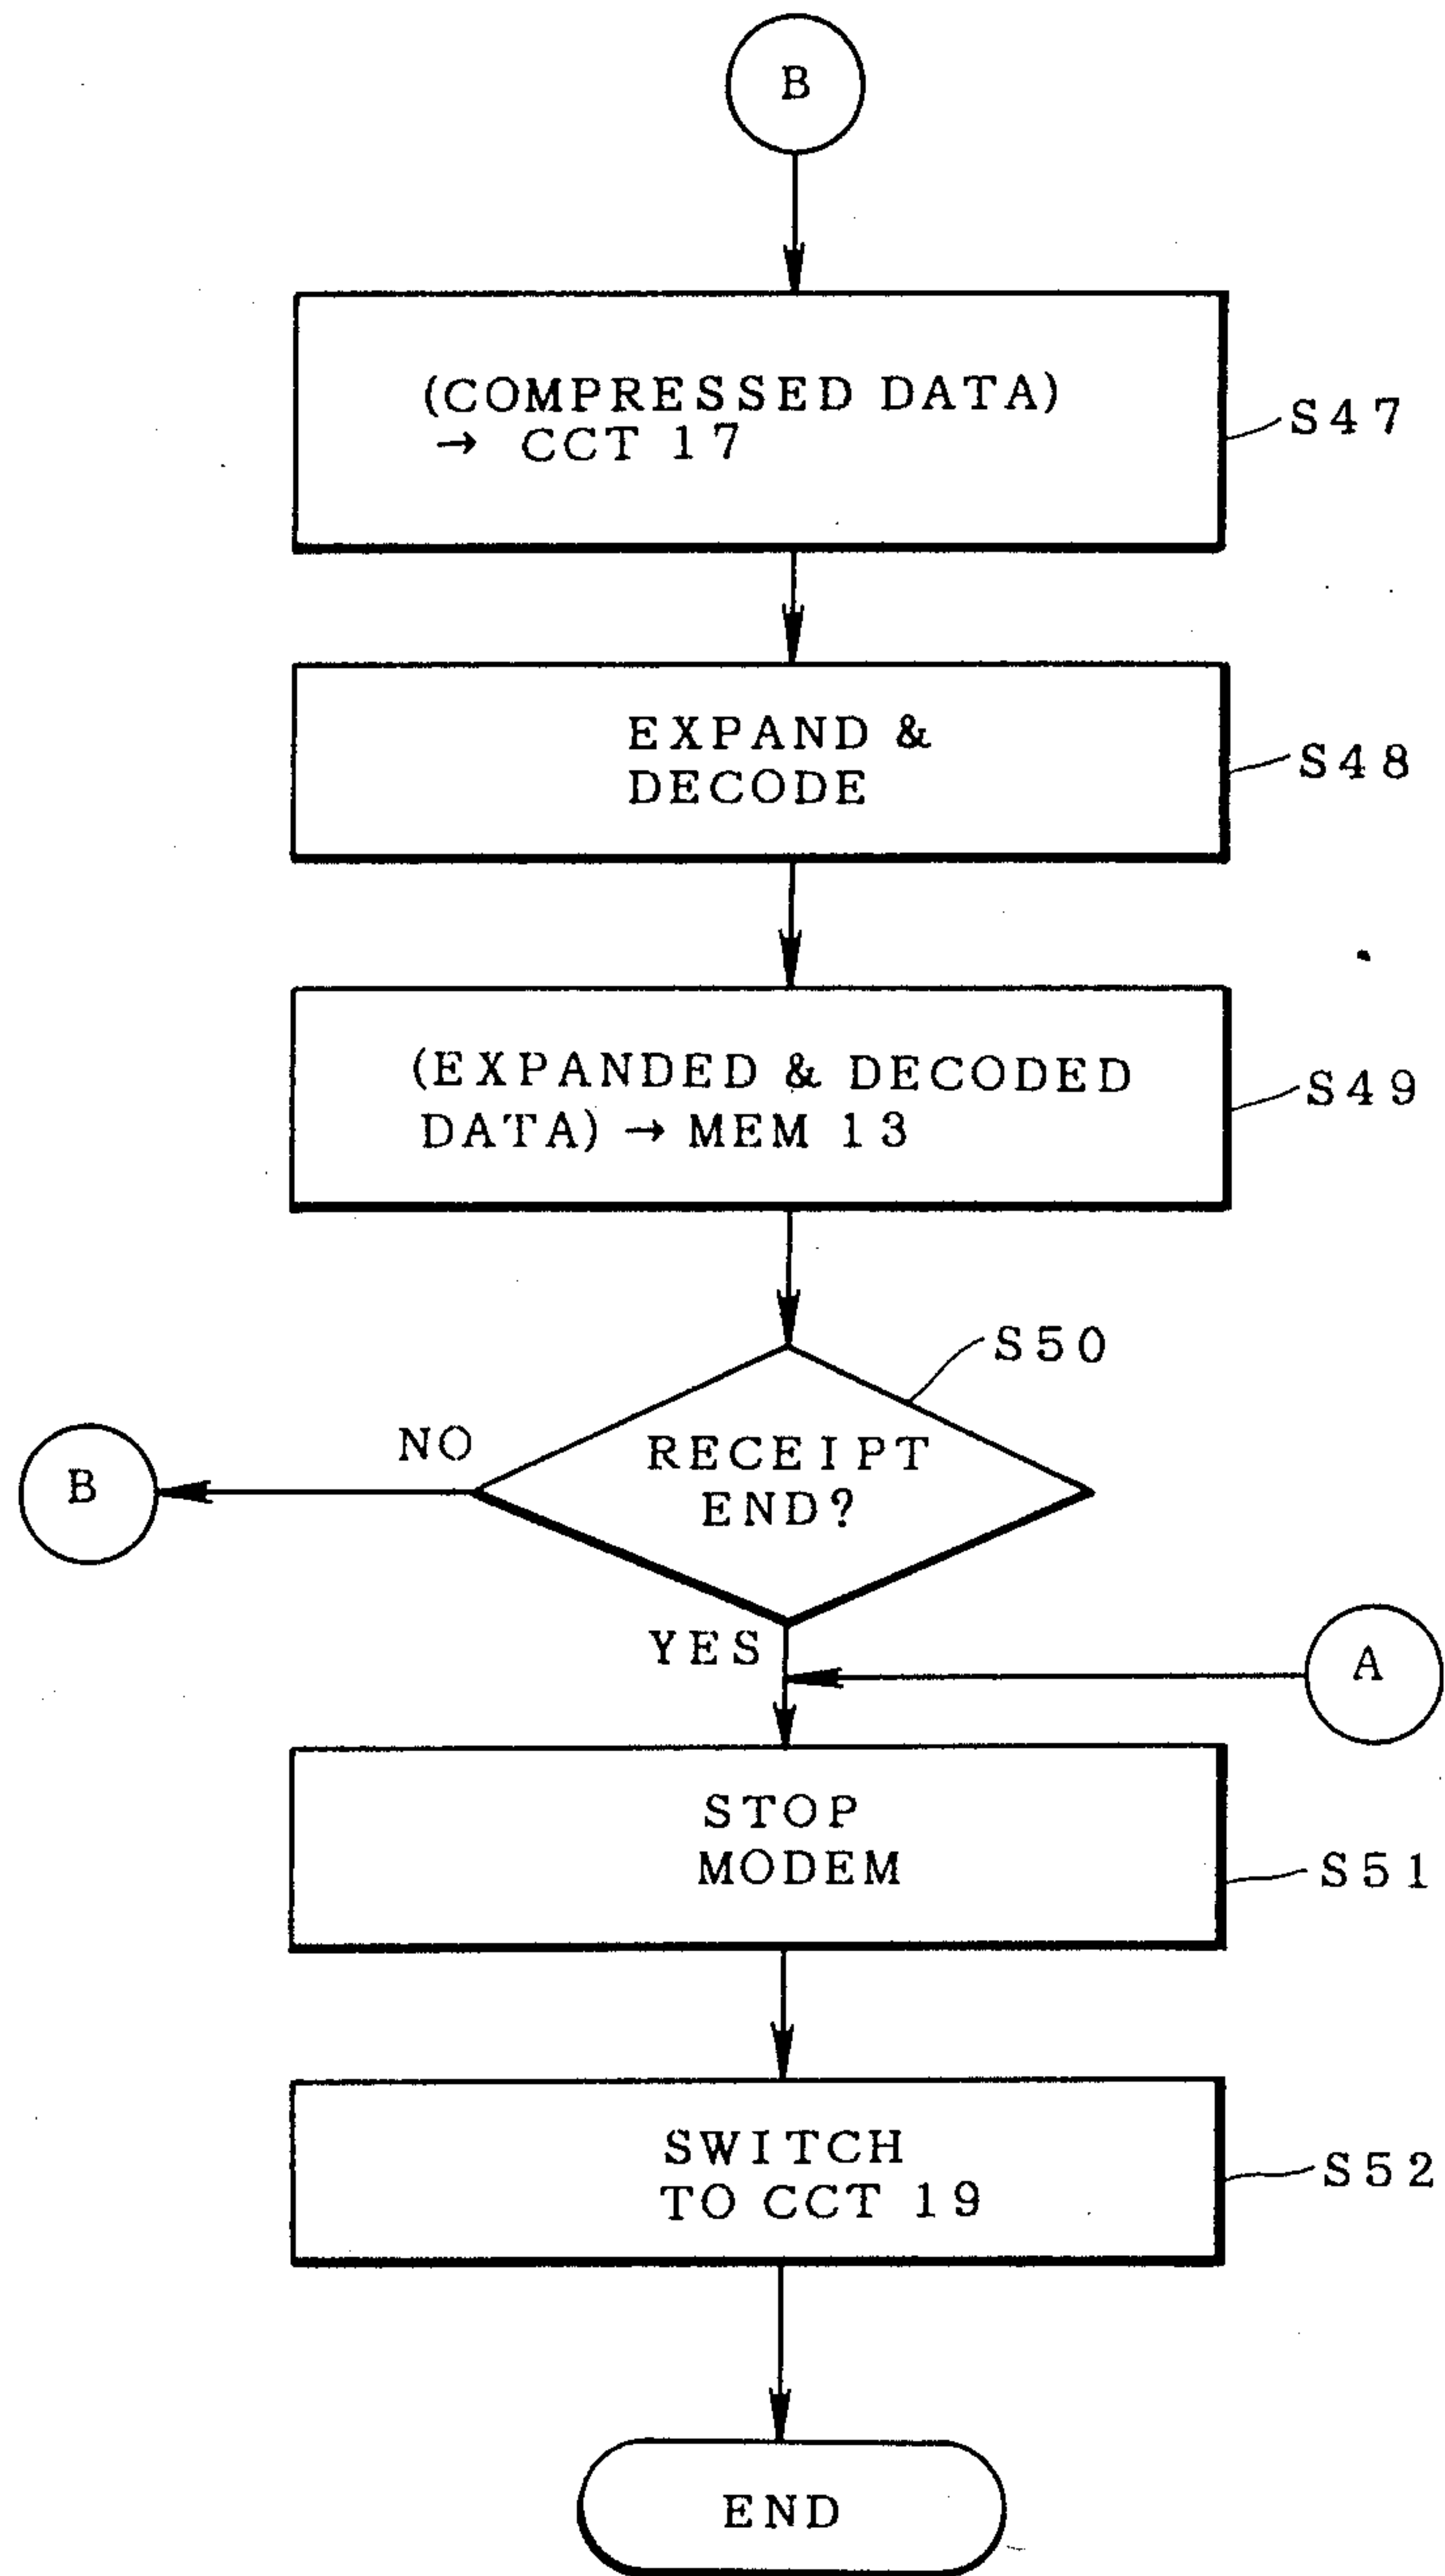 B
(COMPRESSED DATA)
→ CCT 17
S47
EXPAND &
DECODE
S48
(EXPANDED & DECODED
DATA) → MEM 13
S49
S50
NO
RECEIPT
END?
B
YES
A
STOP
MODEM
S51
SWITCH
TO CCT 19
S52
END